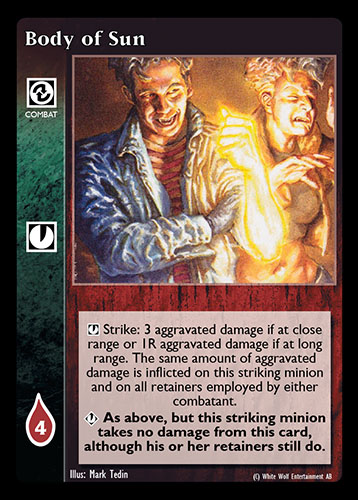 Body of Sun
COMBAT
Strike: 3 aggravated damage if at close
range or 1R aggravated damage if at long
range. The same amount of aggravated
damage is inflicted on this striking minion
and on all retainers employed by either
combatant.
As above, but this striking minion
takes no damage from this card,
although his or her retainers still do.
4
Illus: Mark Tedin
(C) White Wolf Entertainment AB